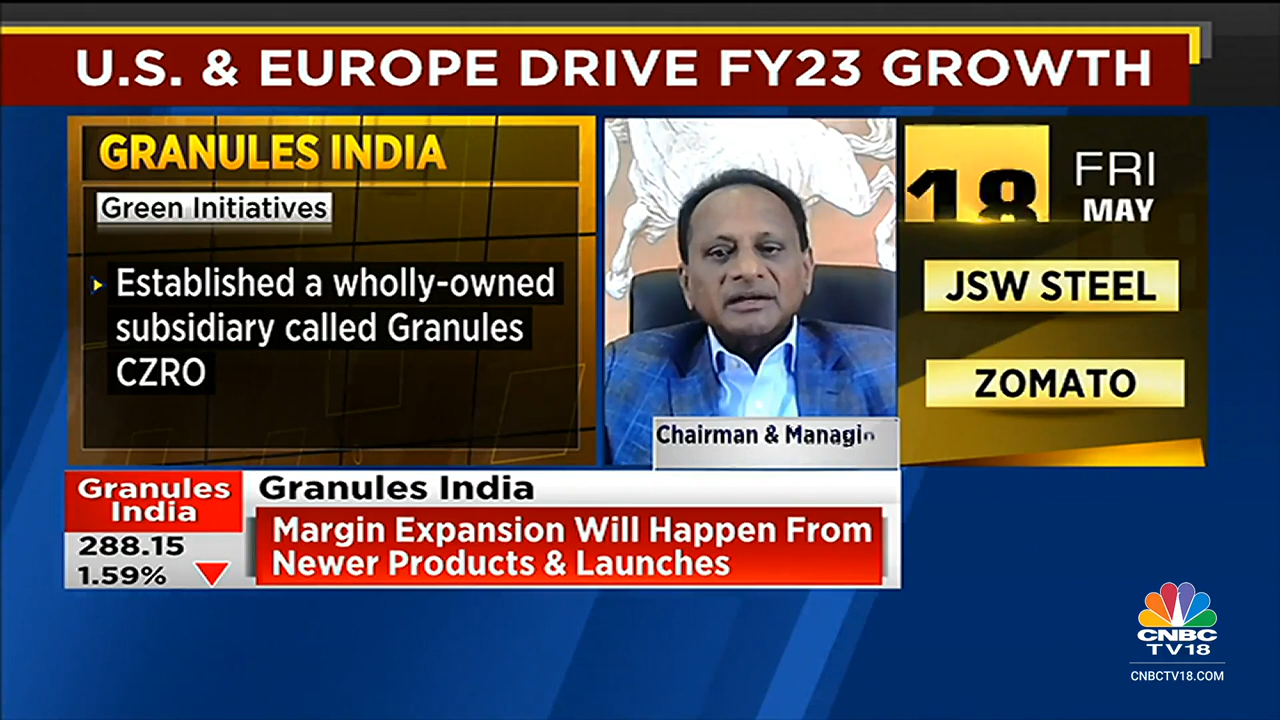 U.S. & EUROPE DRIVE FY23 GROWTH
GRANULES INDIA
Green Initiatives
Established a wholly-owned
subsidiary called Granules
CZRO
Chairman & Managin
18
FRI
MAY
JSW STEEL
ZOMATO
Granules
India
288.15
1.59%
Granules India
Margin Expansion Will Happen From
Newer Products & Launches
CNBC
TV18
CNBCTV18.COM